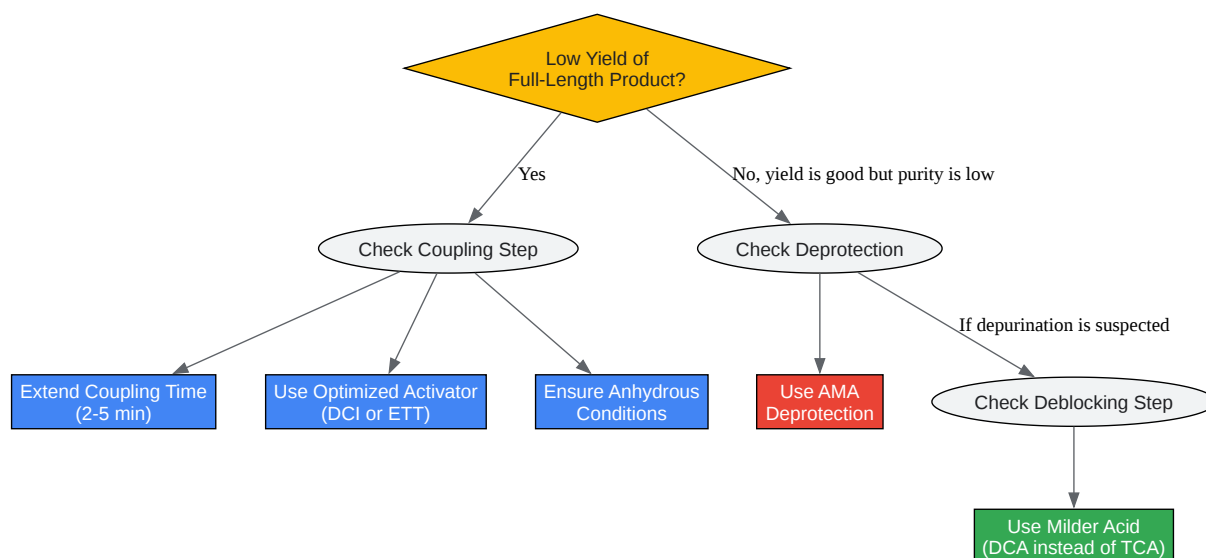 Low Yield of
Full-Length Product?
Yes
No, yield is good but purity is low
Check Coupling Step
Check Deprotection
If depurination is suspected
Extend Coupling Time
(2-5 min)
Use Optimized Activator
(DCI or ETT)
Ensure Anhydrous
Conditions
Use AMA
Deprotection
Check Deblocking Step
Use Milder Acid
(DCA instead of TCA)